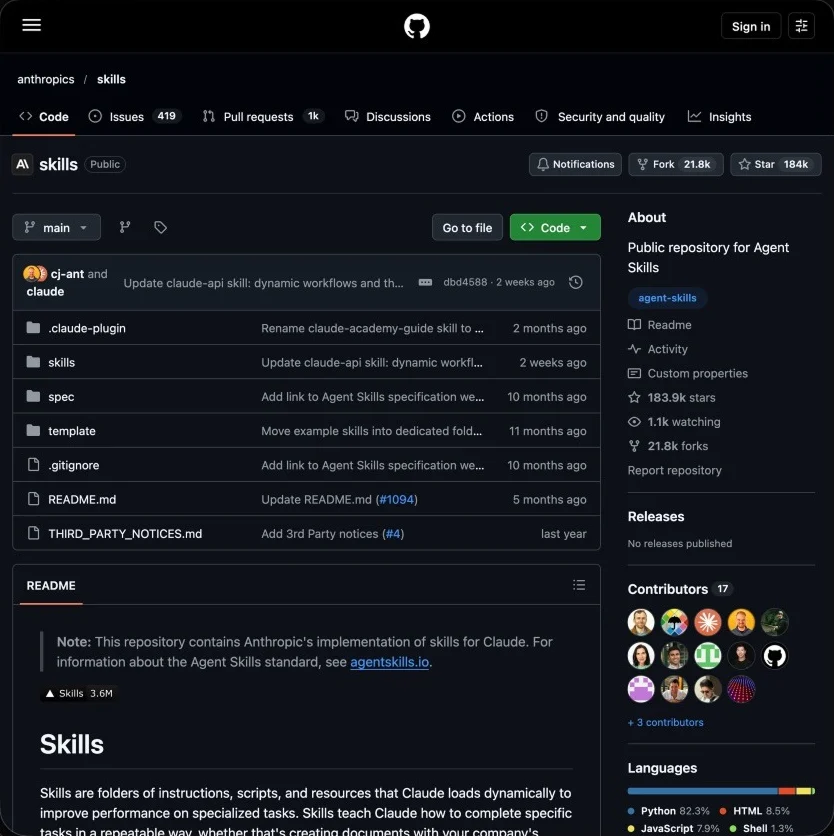 Sign in
anthropics / skills
Code Issues 419 Pull requests 1k Discussions Actions Security and quality Insights
skills Public Notifications Fork 21.8k Star 184k
main Go to file Code
cj-ant and claude Update claude-api skill: dynamic workflows and th... dbd4588 · 2 weeks ago
.claude-plugin Rename claude-academy-guide skill to ... 2 months ago
skills Update claude-api skill: dynamic workfl... 2 weeks ago
spec Add link to Agent Skills specification we... 10 months ago
template Move example skills into dedicated fold... 11 months ago
.gitignore Add link to Agent Skills specification we... 10 months ago
README.md Update README.md (#1094) 5 months ago
THIRD_PARTY_NOTICES.md Add 3rd Party notices (#4) last year
README
Note: This repository contains Anthropic's implementation of skills for Claude. For
information about the Agent Skills standard, see agentskills.io.
Skills 3.6M
Skills
Skills are folders of instructions, scripts, and resources that Claude loads dynamically to
improve performance on specialized tasks. Skills teach Claude how to complete specific
tasks in a repeatable way, whether that's creating documents with your company's
About
Public repository for Agent
Skills
agent-skills
Readme
Activity
Custom properties
183.9k stars
1.1k watching
21.8k forks
Report repository
Releases
No releases published
Contributors 17
+ 3 contributors
Languages
Python 82.3% HTML 8.5%
JavaScript 7.9% Shell 1.3%